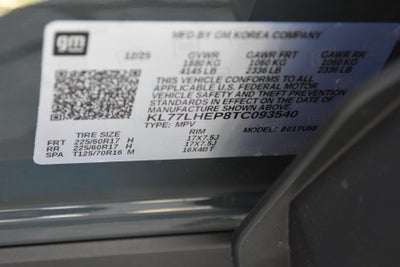 gm
MFD BY GM KOREA COMPANY
12/25 GVWR GAWR FRT GAWR RR
1880 KG 1060 KG 1060 KG
4145 LB 2336 LB 2336 LB
THIS VEHICLE CONFORMS TO ALL
APPLICABLE U.S. FEDERAL MOTOR
VEHICLE SAFETY AND THEFT PREVENTION
STANDARDS IN EFFECT ON THE DATE OF
MANUFACTURE SHOWN ABOVE.
KL77LHEP8TC093540
TYPE: MPV MODEL:
TIRE SIZE RIM
FRT 225/60R17 H 17X7.5J
RR 225/60R17 H 17X7.5J
SPA T125/70R16 M 16X4BT